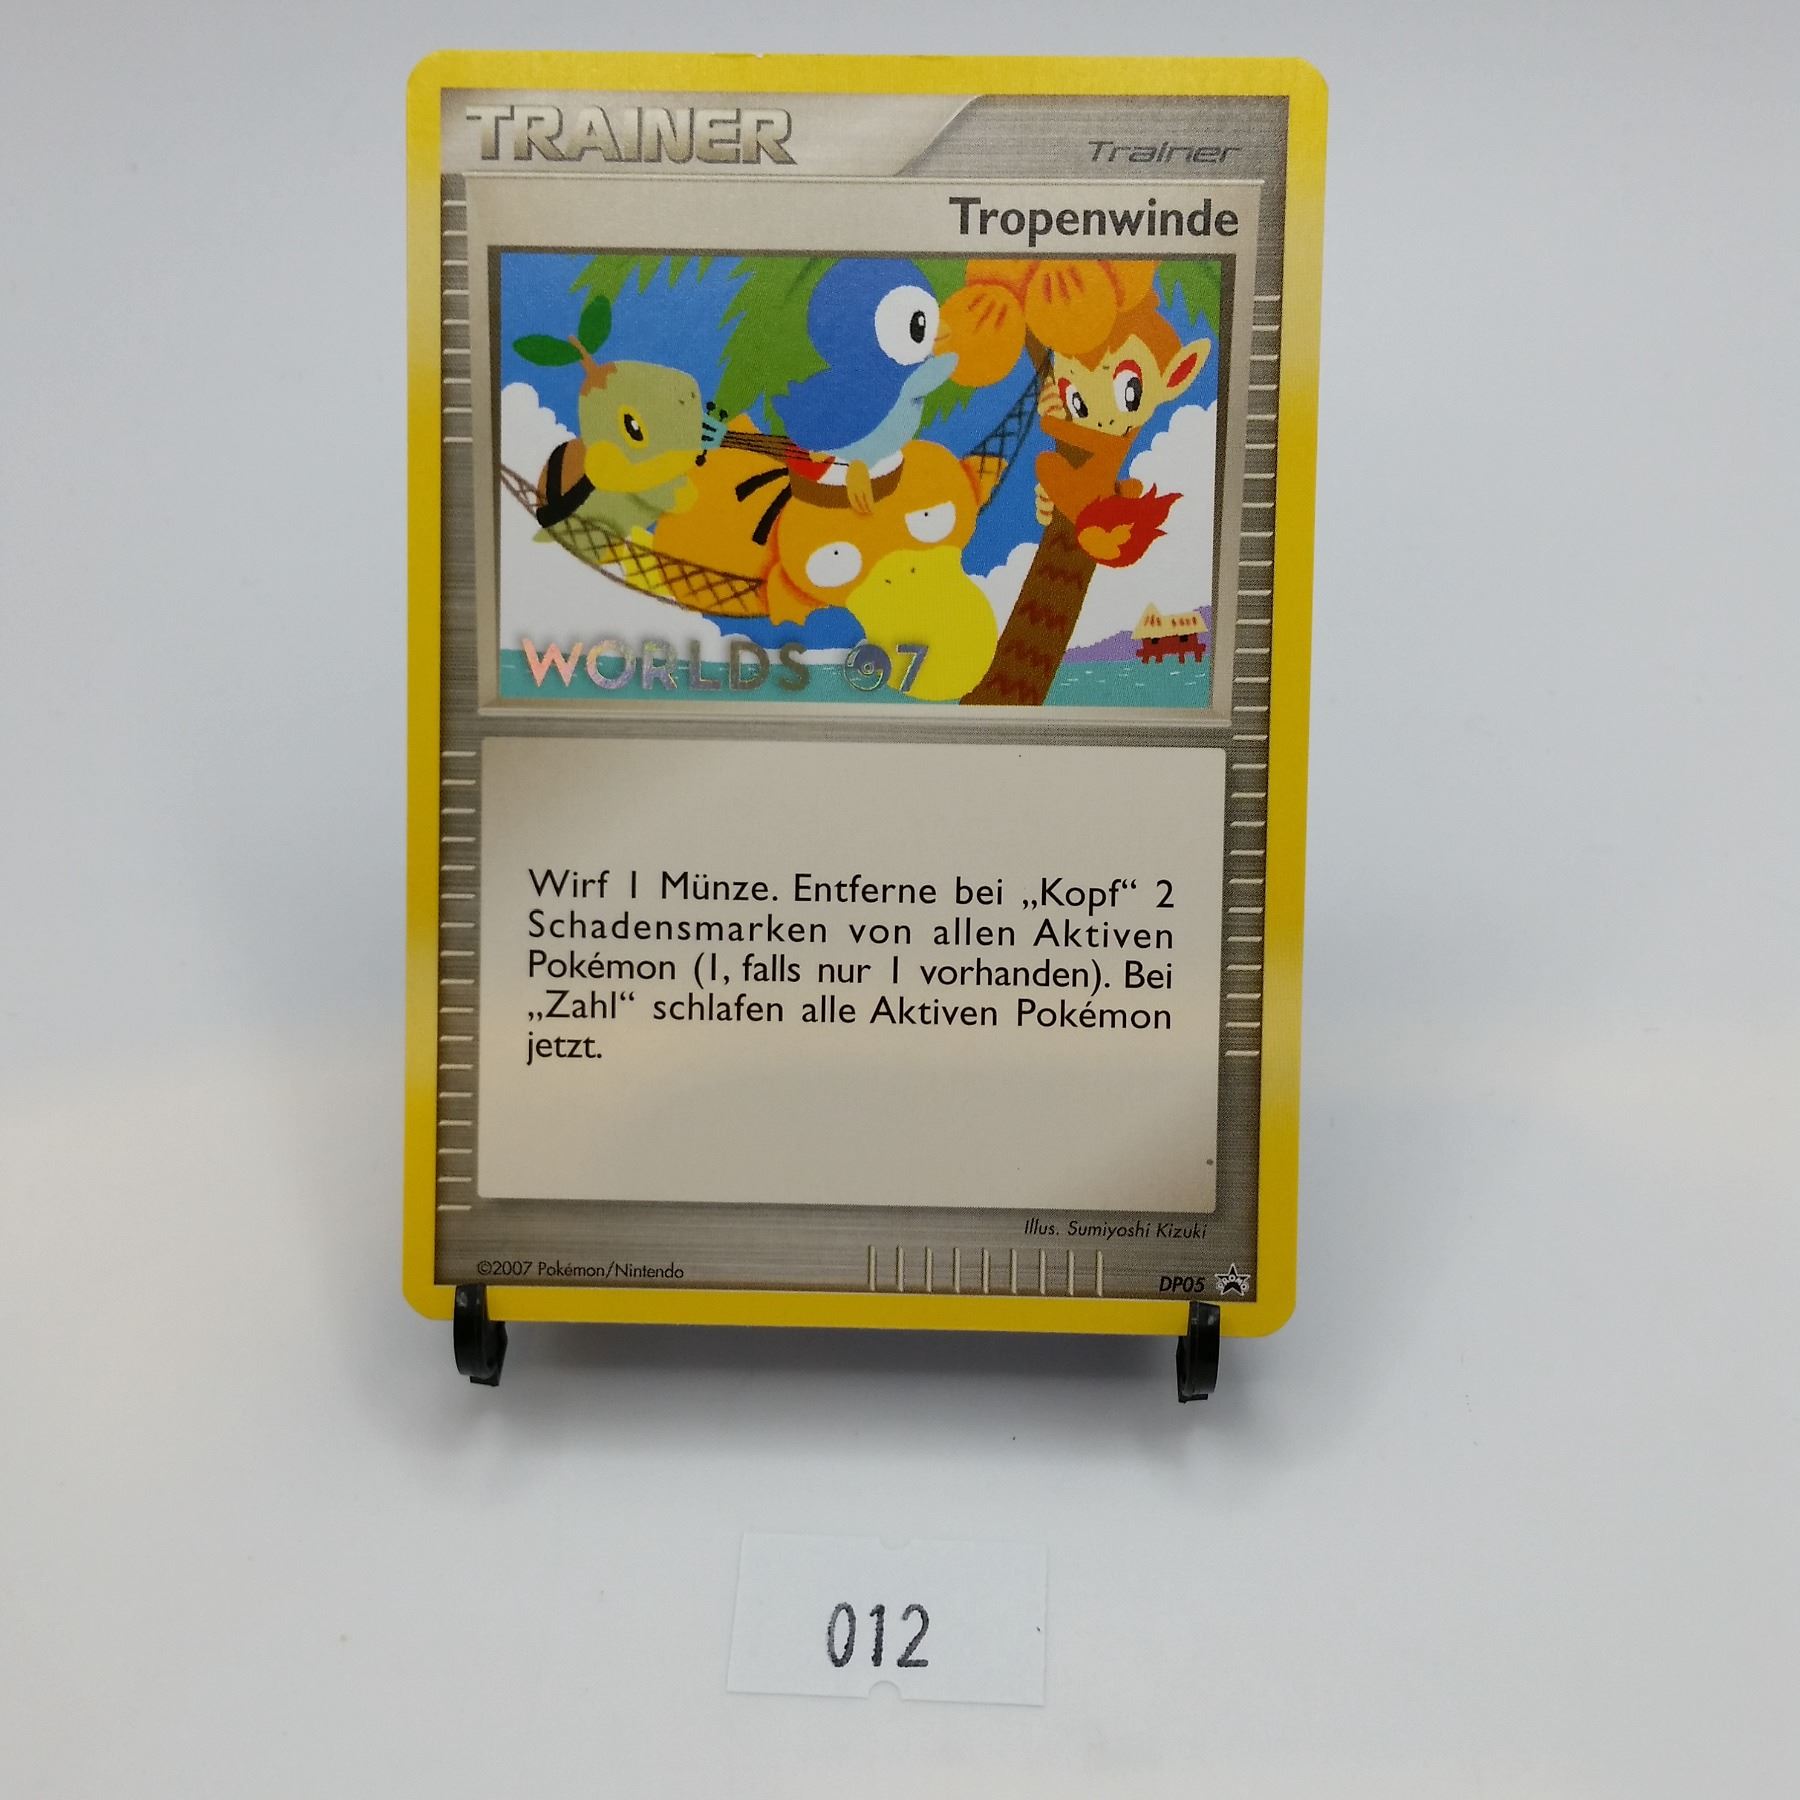 TRAINER
Trainer
Tropenwinde
WORLDS 07
Wirf 1 Münze. Entferne bei „Kopf“ 2
Schadensmarken von allen Aktiven
Pokémon (1, falls nur 1 vorhanden). Bei
„Zahl“ schlafen alle Aktiven Pokémon
jetzt.
Illus. Sumiyoshi Kizuki
©2007 Pokémon/Nintendo
DP05 PROMO
012